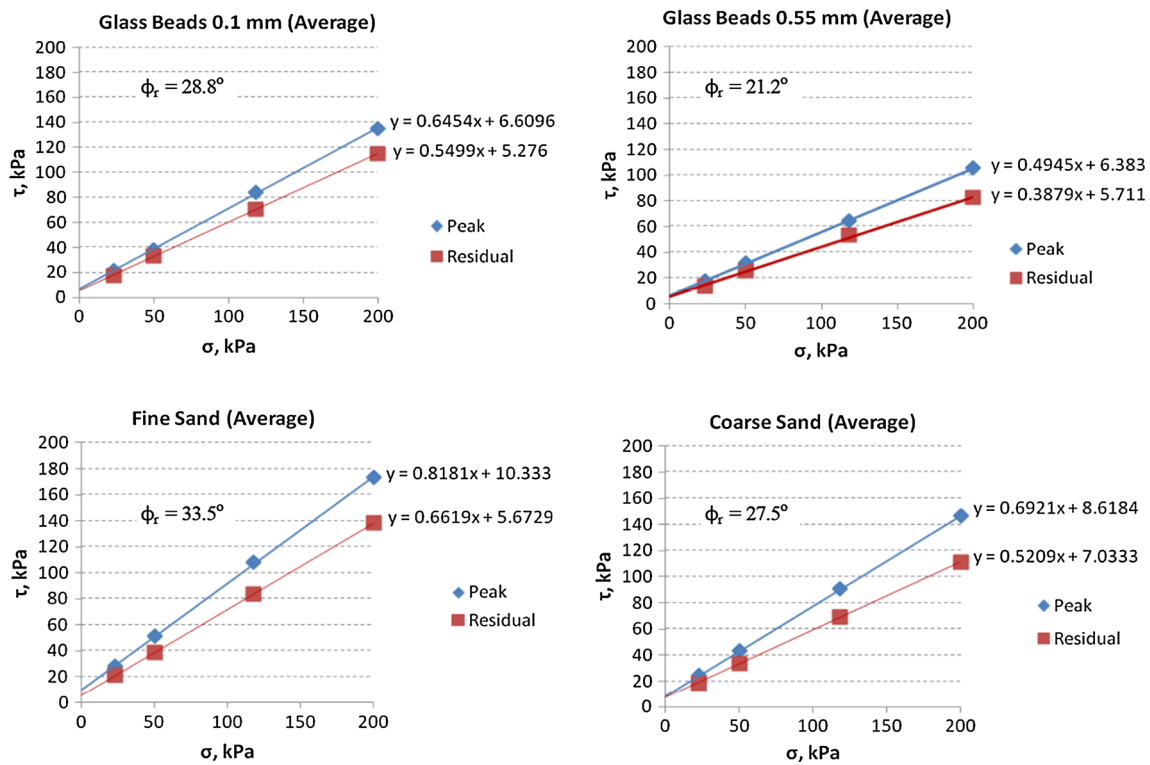 Glass Beads 0.1 mm (Average)
200
180
160
140
120
100
80
60
40
20
0
τ, kPa
ϕr = 28.8°
y = 0.6454x + 6.6096
y = 0.5499x + 5.276
Peak
Residual
0 50 100 150 200
σ, kPa
Glass Beads 0.55 mm (Average)
200
180
160
140
120
100
80
60
40
20
0
τ, kPa
ϕr = 21.2°
y = 0.4945x + 6.383
y = 0.3879x + 5.711
Peak
Residual
0 50 100 150 200
σ, kPa
Fine Sand (Average)
200
180
160
140
120
100
80
60
40
20
0
τ, kPa
ϕr = 33.5°
y = 0.8181x + 10.333
y = 0.6619x + 5.6729
Peak
Residual
0 50 100 150 200
σ, kPa
Coarse Sand (Average)
200
180
160
140
120
100
80
60
40
20
0
τ, kPa
ϕr = 27.5°
y = 0.6921x + 8.6184
y = 0.5209x + 7.0333
Peak
Residual
0 50 100 150 200
σ, kPa